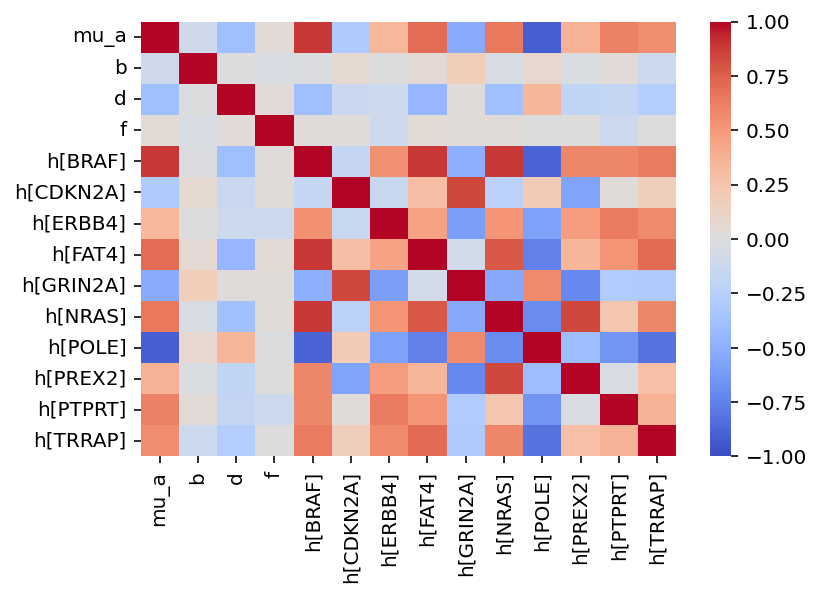 mu_a
b
d
f
h[BRAF]
h[CDKN2A]
h[ERBB4]
h[FAT4]
h[GRIN2A]
h[NRAS]
h[POLE]
h[PREX2]
h[PTPRT]
h[TRRAP]
mu_a
b
d
f
h[BRAF]
h[CDKN2A]
h[ERBB4]
h[FAT4]
h[GRIN2A]
h[NRAS]
h[POLE]
h[PREX2]
h[PTPRT]
h[TRRAP]
1.00
0.75
0.50
0.25
0.00
−0.25
−0.50
−0.75
−1.00